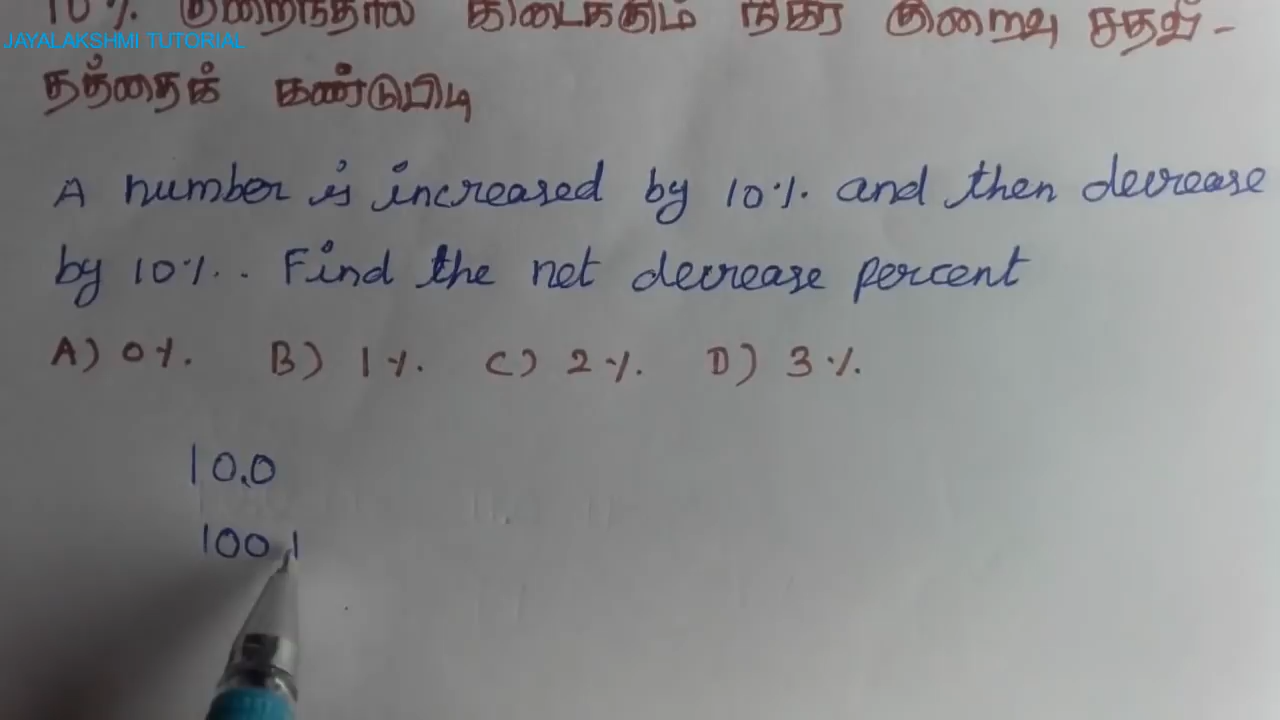 10% குறைந்தால் கிடைக்கும் நிகர குறைவு சதவீ -
JAYALAKSHMI TUTORIAL
தத்தைக் கண்டுபிடி
A number is increased by 10%. and then decrease
by 10%. . Find the net decrease percent
A) 0%. B) 1%. C) 2%. D) 3%.
10.0
100 1